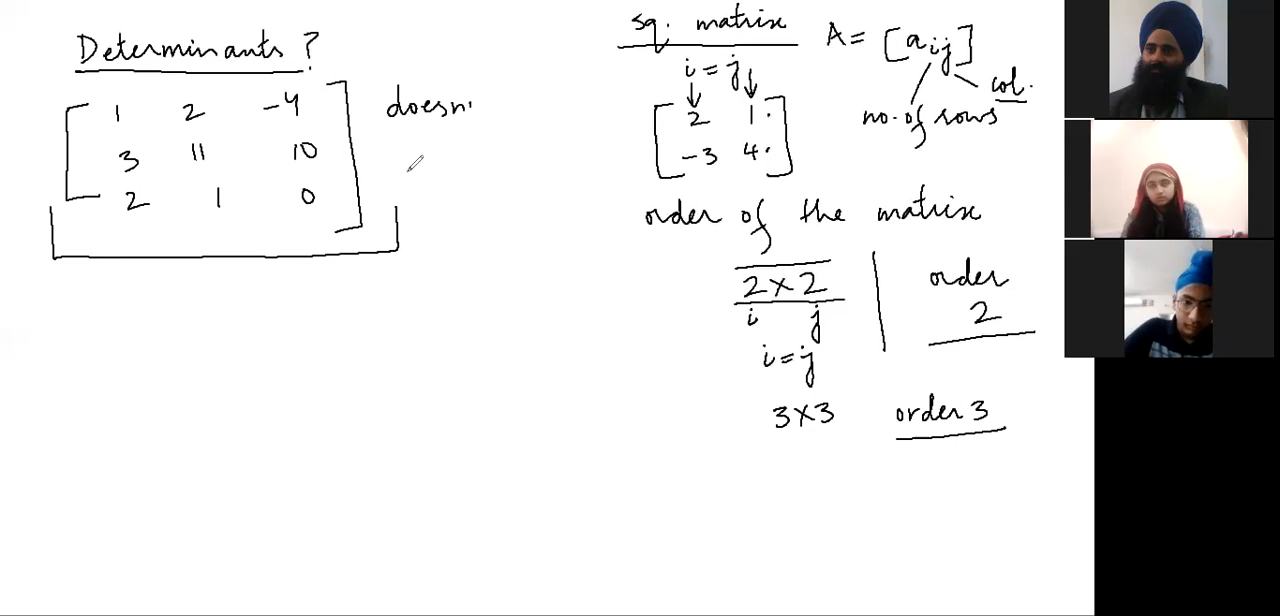 Determinants ?
1 2 -4
3 11 10
2 1 0
doesn
sq. matrix
A = [aij]
i = j
no. of rows
col.
2 1
-3 4
order of the matrix
2×2
i j
i=j
order
2
3×3 order 3